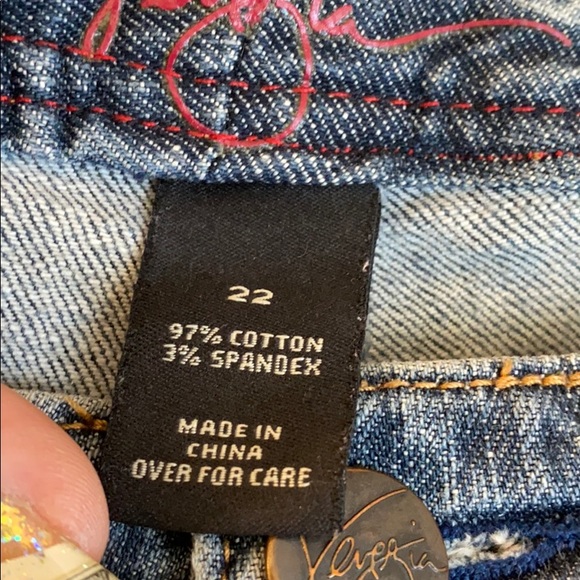 22
97% COTTON
3% SPANDEX
MADE IN
CHINA
OVER FOR CARE